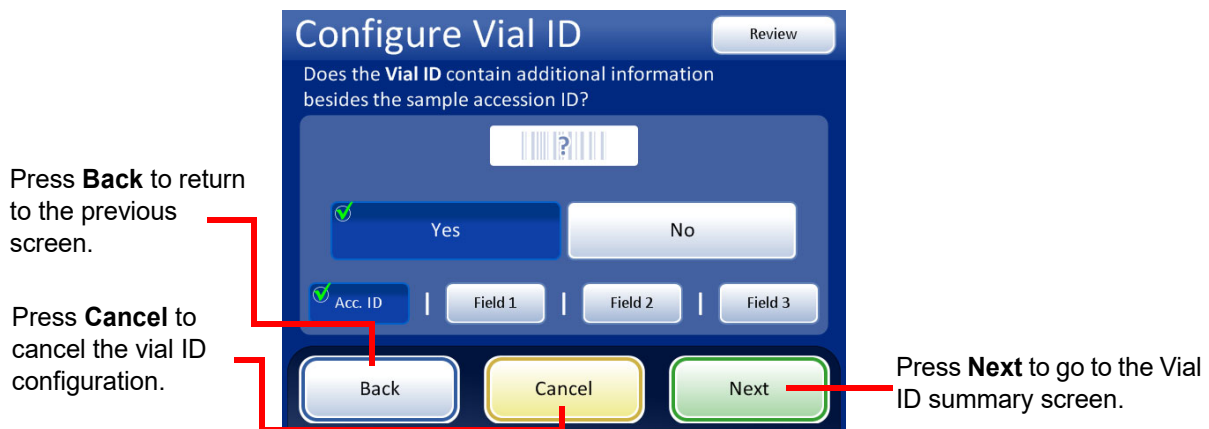 Configure Vial ID
Review
Does the Vial ID contain additional information
besides the sample accession ID?
?
Yes
No
Acc. ID | Field 1 | Field 2 | Field 3
Back
Cancel
Next
Press Back to return
to the previous
screen.
Press Cancel to
cancel the vial ID
configuration.
Press Next to go to the Vial
ID summary screen.